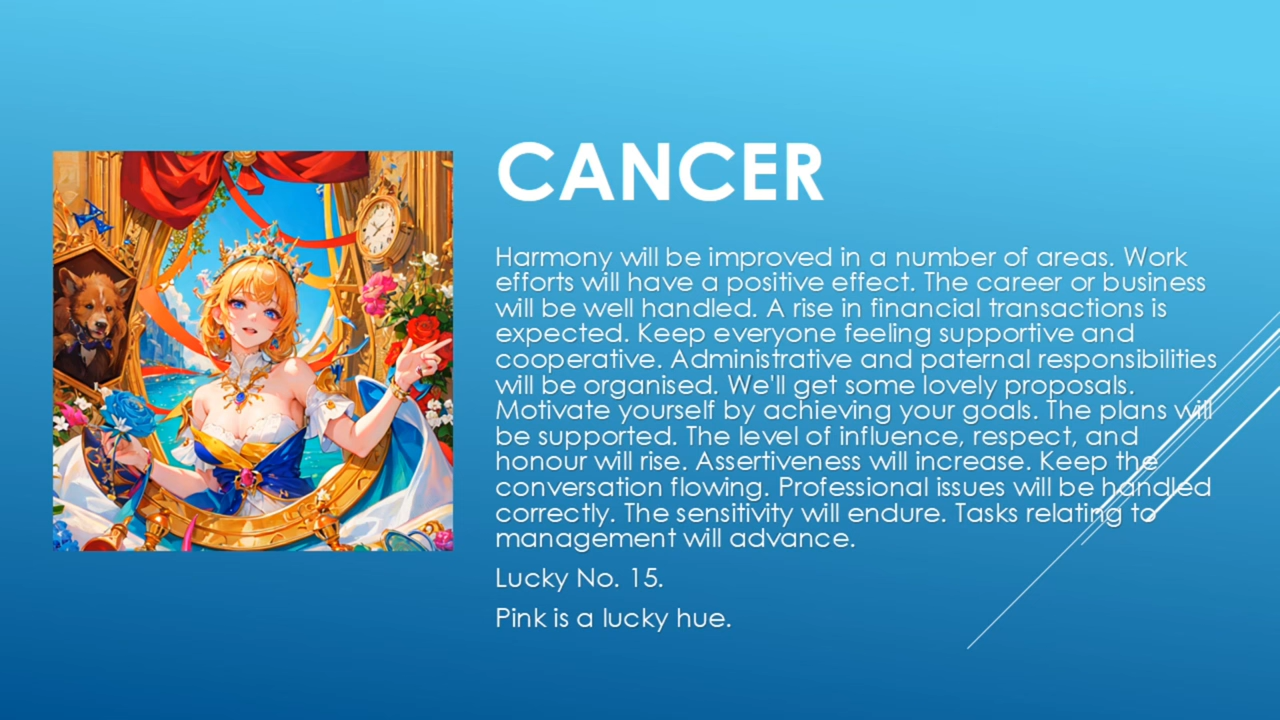 CANCER
Harmony will be improved in a number of areas. Work
efforts will have a positive effect. The career or business
will be well handled. A rise in financial transactions is
expected. Keep everyone feeling supportive and
cooperative. Administrative and paternal responsibilities
will be organised. We'll get some lovely proposals.
Motivate yourself by achieving your goals. The plans will
be supported. The level of influence, respect, and
honour will rise. Assertiveness will increase. Keep the
conversation flowing. Professional issues will be handled
correctly. The sensitivity will endure. Tasks relating to
management will advance.
Lucky No. 15.
Pink is a lucky hue.